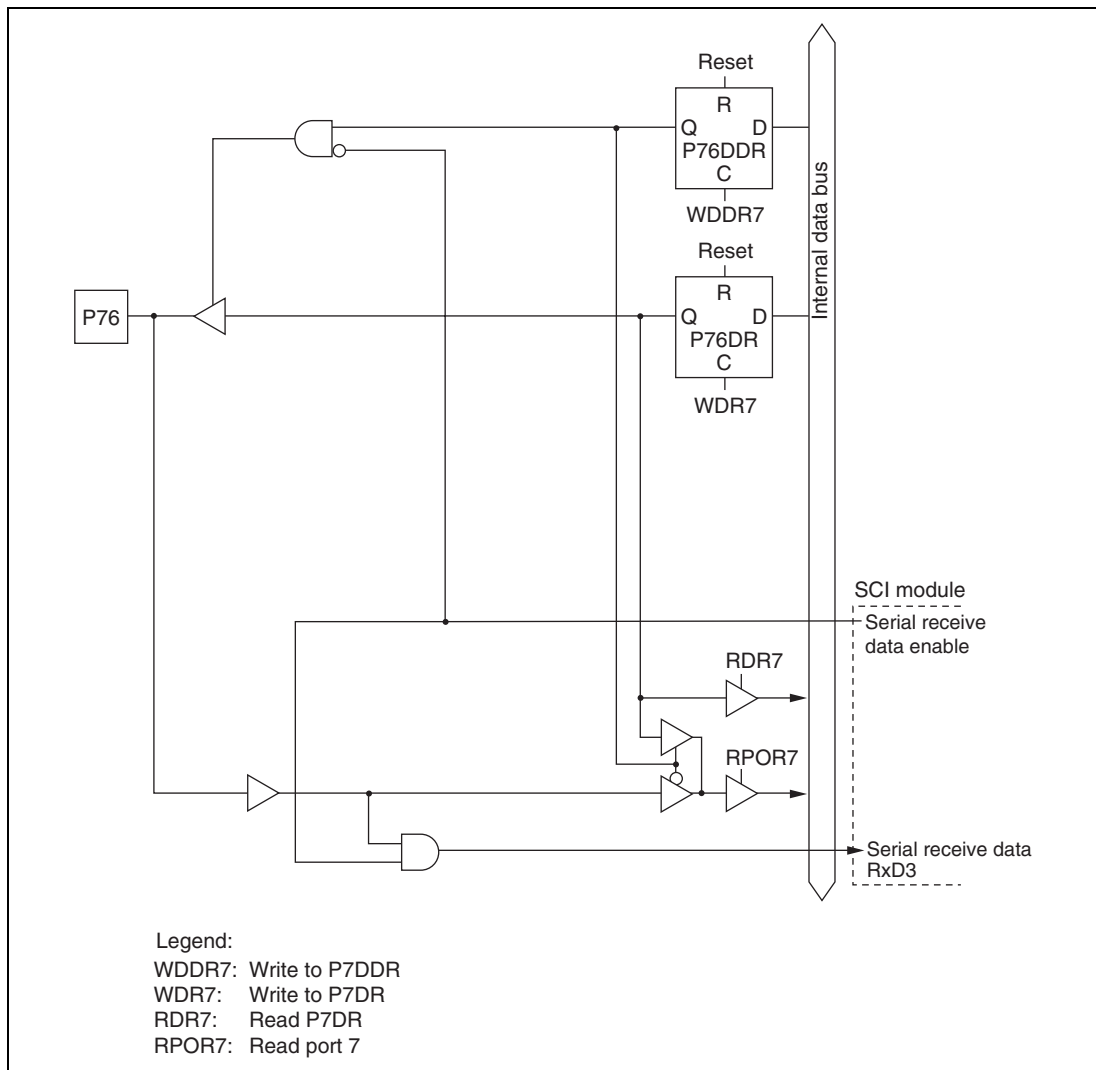 Reset
R
Q D
P76DDR
C
WDDR7
Internal data bus
Reset
R
P76
Q D
P76DR
C
WDR7
SCI module
Serial receive
data enable
RDR7
RPOR7
Serial receive data
RxD3
Legend:
WDDR7: Write to P7DDR
WDR7: Write to P7DR
RDR7: Read P7DR
RPOR7: Read port 7